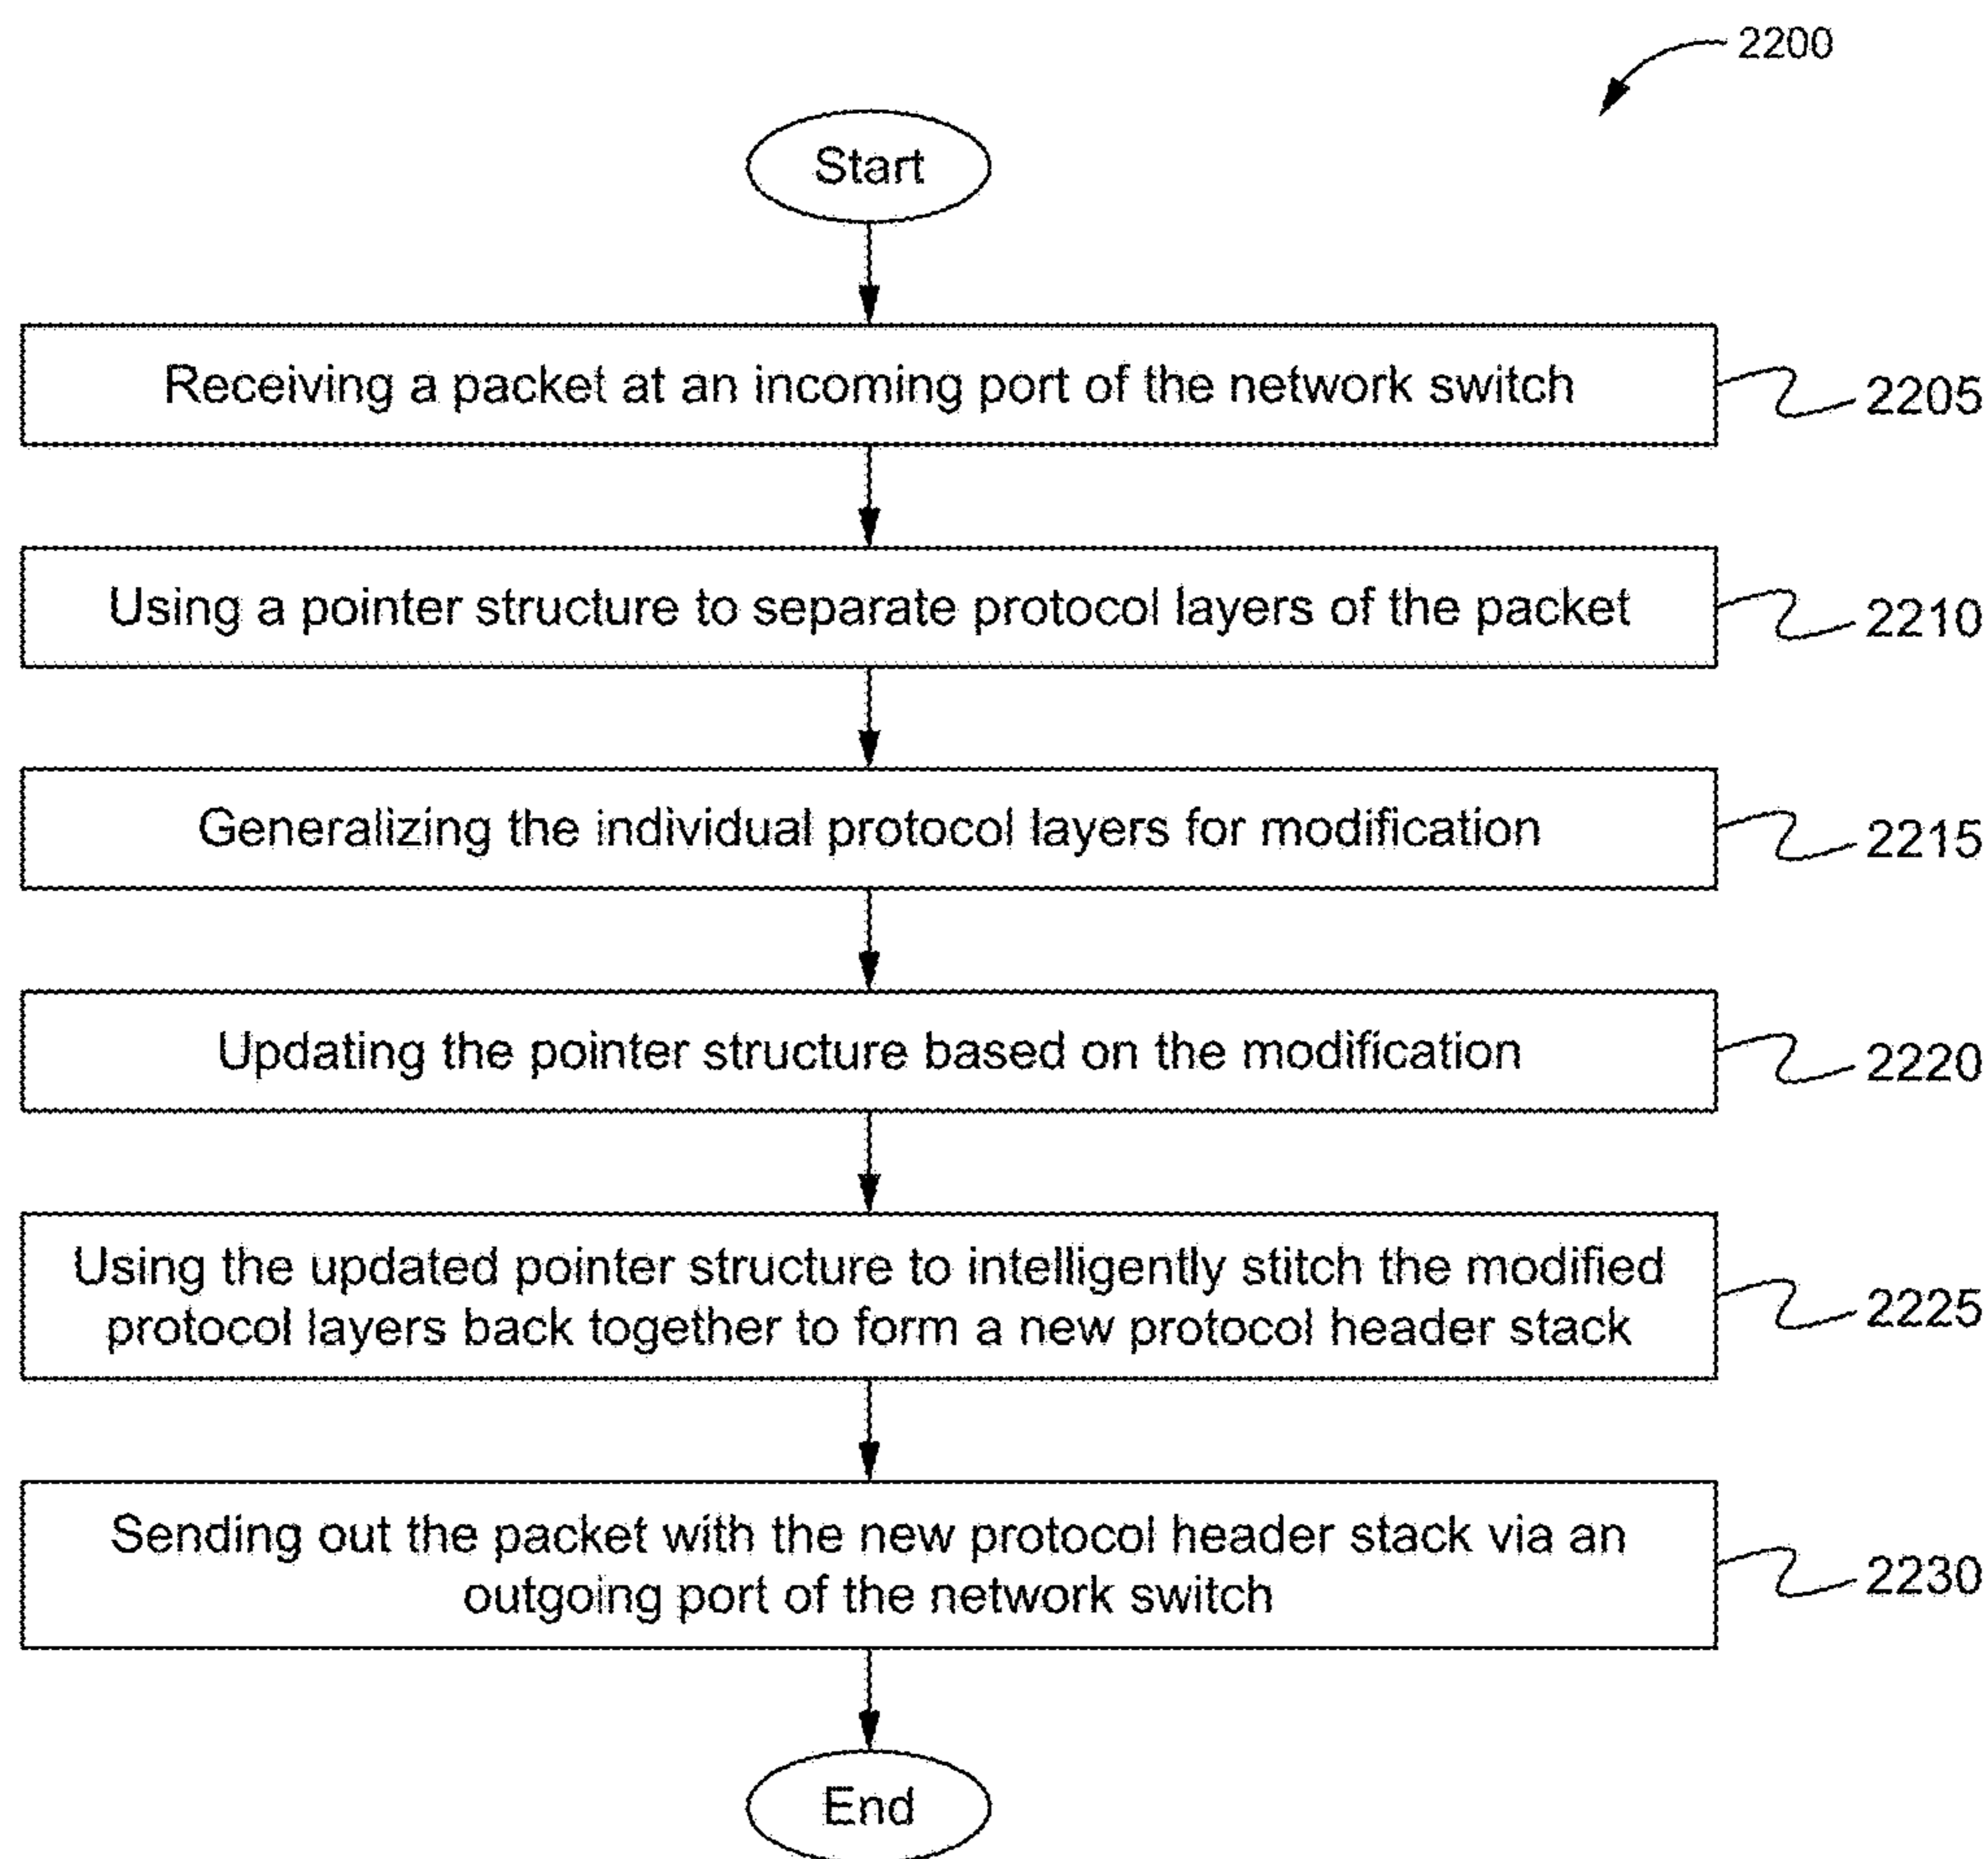 2200
Start
Receiving a packet at an incoming port of the network switch
2205
Using a pointer structure to separate protocol layers of the packet
2210
Generalizing the individual protocol layers for modification
2215
Updating the pointer structure based on the modification
2220
Using the updated pointer structure to intelligently stitch the modified
protocol layers back together to form a new protocol header stack
2225
Sending out the packet with the new protocol header stack via an
outgoing port of the network switch
2230
End